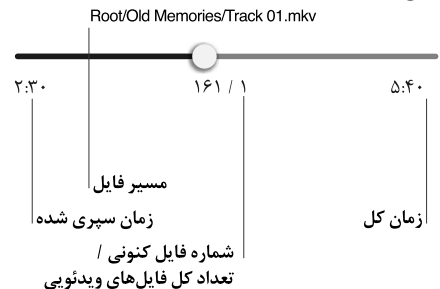 Root/Old Memories/Track 01.mkv
۲:۳۰
۱۶۱ / ۱
۵:۴۰
مسیر فایل
زمان سپری شده
زمان کل
شماره فایل کنونی /
تعداد کل فایل‌های ویدئویی